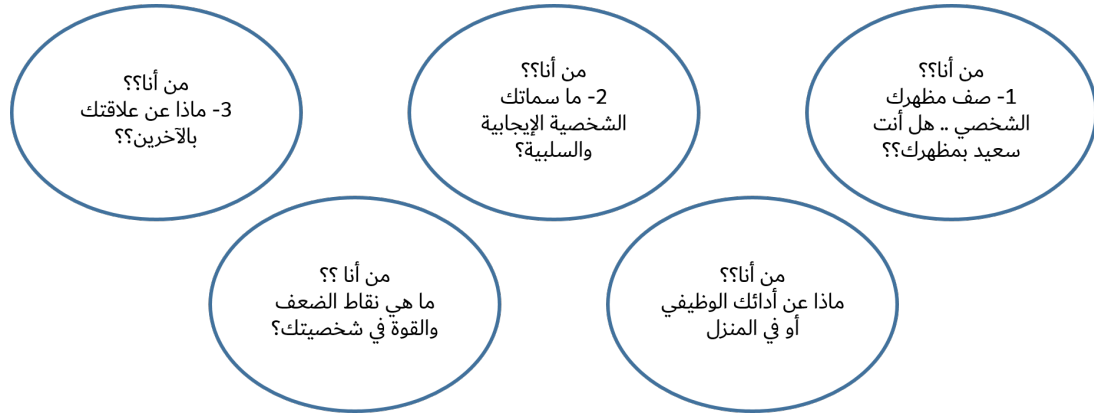 من أنا؟؟
1- صف مظهرك
الشخصي .. هل أنت
سعيد بمظهرك؟؟
من أنا؟؟
2- ما سماتك
الشخصية الإيجابية
والسلبية؟
من أنا؟؟
3- ماذا عن علاقتك
بالآخرين؟؟
من أنا؟؟
ماذا عن أدائك الوظيفي
أو في المنزل
من أنا ؟؟
ما هي نقاط الضعف
والقوة في شخصيتك؟